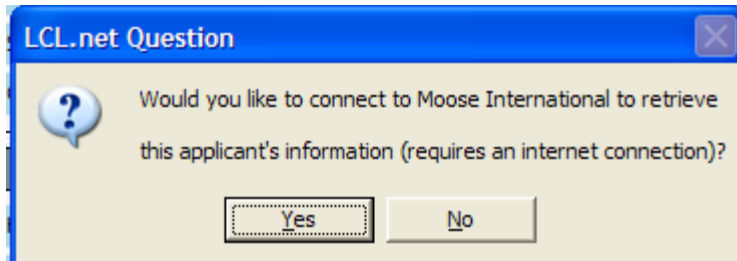 LCL.net Question
Would you like to connect to Moose International to retrieve
this applicant's information (requires an internet connection)?
Yes No